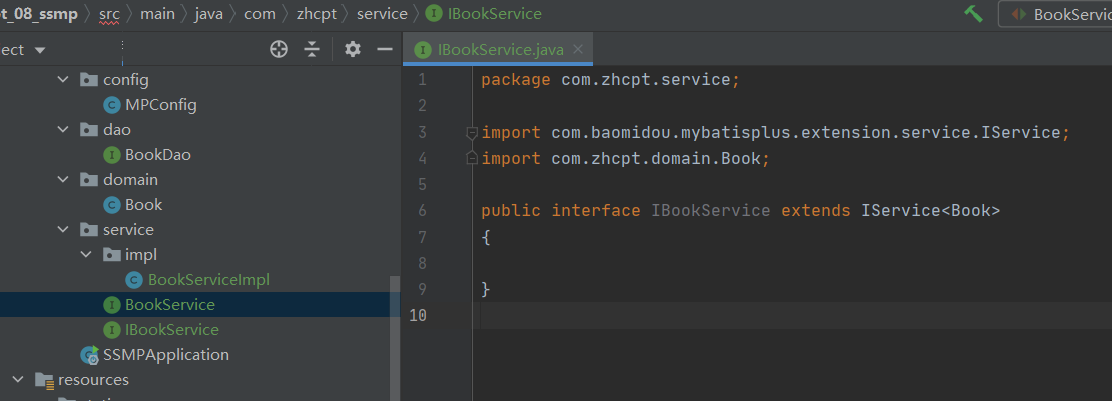 ot_08_ssmp › src › main › java › com › zhcpt › service › IBookService
BookServic
ect
IBookService.java
config
MPConfig
dao
BookDao
domain
Book
service
impl
BookServiceImpl
BookService
IBookService
SSMPApplication
resources
1 package com.zhcpt.service;
2
3 import com.baomidou.mybatisplus.extension.service.IService;
4 import com.zhcpt.domain.Book;
5
6 public interface IBookService extends IService<Book>
7 {
8
9 }
10